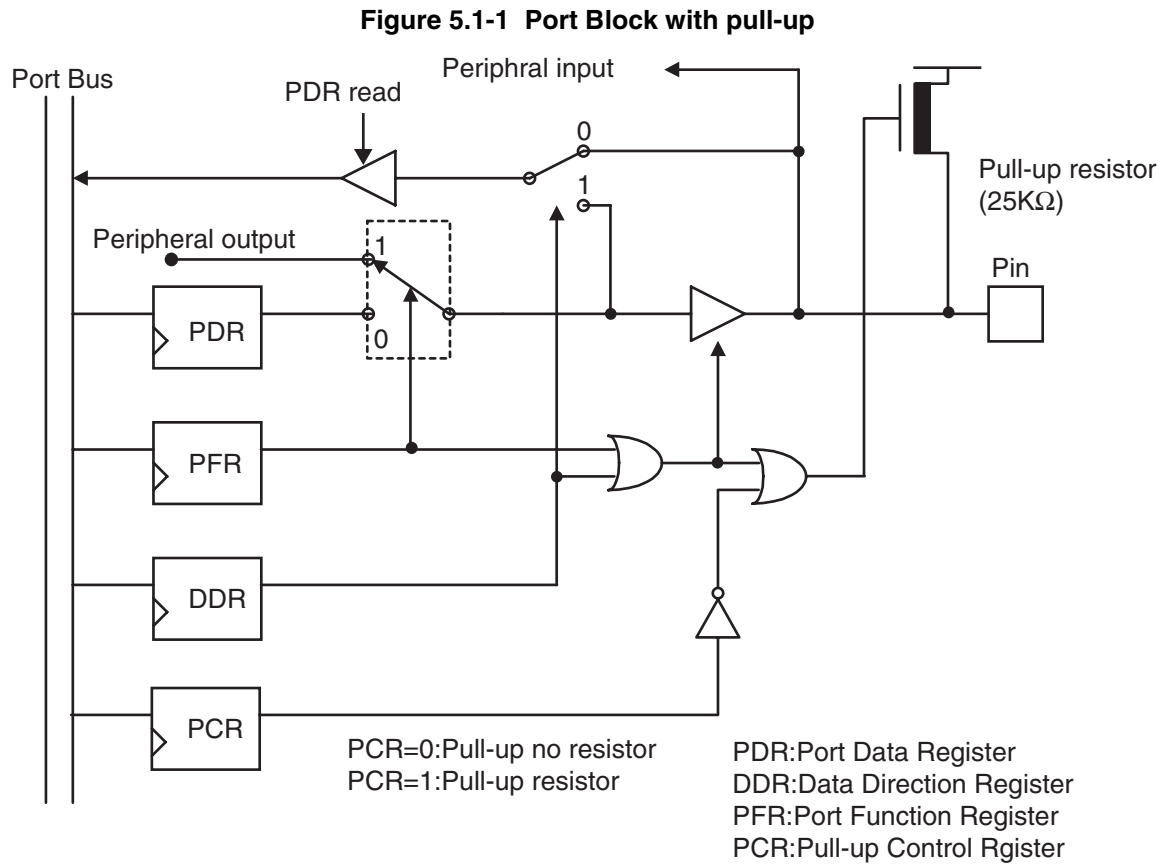 Figure 5.1-1 Port Block with pull-up
Port Bus
Periphral input
PDR read
0
1
Pull-up resistor
(25KΩ)
Peripheral output
1
0
Pin
PDR
PFR
DDR
PCR
PCR=0:Pull-up no resistor
PCR=1:Pull-up resistor
PDR:Port Data Register
DDR:Data Direction Register
PFR:Port Function Register
PCR:Pull-up Control Rgister